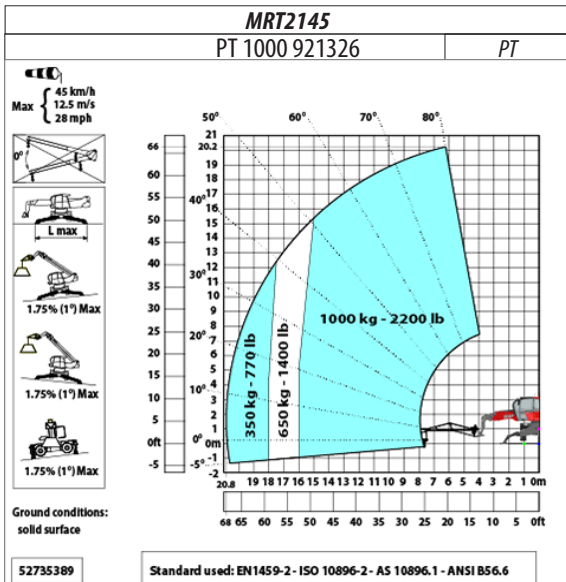 MRT2145
PT 1000 921326 PT
Max { 45 km/h
12.5 m/s
28 mph
0°
L max
1.75% (1°) Max
1.75% (1°) Max
1.75% (1°) Max
Ground conditions:
solid surface
52735389
50° 60° 70° 80°
40°
30°
20°
10°
0°
-5°
66
60
55
50
45
40
35
30
25
20
15
10
5
0ft
-5
21
20.2
19
18
17
16
15
14
13
12
11
10
9
8
7
6
5
4
3
2
1
0m
-1
-2
350 kg - 770 lb
650 kg - 1400 lb
1000 kg - 2200 lb
20.8 19 18 17 16 15 14 13 12 11 10 9 8 7 6 5 4 3 2 1 0m
68 65 60 55 50 45 40 35 30 25 20 15 10 5 0ft
Standard used: EN1459-2 - ISO 10896-2 - AS 10896.1 - ANSI B56.6